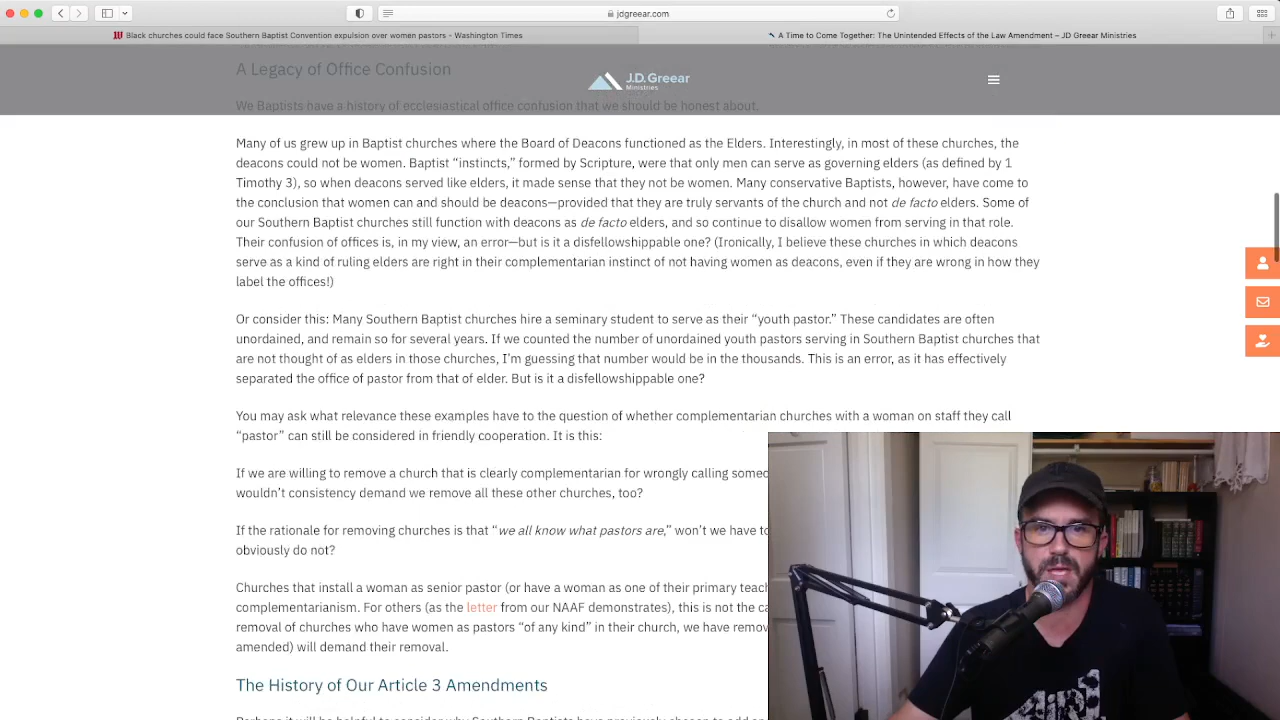 jdgreear.com
Black churches could face Southern Baptist Convention expulsion over women pastors - Washington Times
A Time to Come Together: The Unintended Effects of the Law Amendment – JD Greear Ministries
A Legacy of Office Confusion
J.D.Greear
Ministries
We Baptists have a history of ecclesiastical office confusion that we should be honest about.
Many of us grew up in Baptist churches where the Board of Deacons functioned as the Elders. Interestingly, in most of these churches, the
deacons could not be women. Baptist “instincts,” formed by Scripture, were that only men can serve as governing elders (as defined by 1
Timothy 3), so when deacons served like elders, it made sense that they not be women. Many conservative Baptists, however, have come to
the conclusion that women can and should be deacons—provided that they are truly servants of the church and not de facto elders. Some of
our Southern Baptist churches still function with deacons as de facto elders, and so continue to disallow women from serving in that role.
Their confusion of offices is, in my view, an error—but is it a disfellowshippable one? (Ironically, I believe these churches in which deacons
serve as a kind of ruling elders are right in their complementarian instinct of not having women as deacons, even if they are wrong in how they
label the offices!)
Or consider this: Many Southern Baptist churches hire a seminary student to serve as their “youth pastor.” These candidates are often
unordained, and remain so for several years. If we counted the number of unordained youth pastors serving in Southern Baptist churches that
are not thought of as elders in those churches, I’m guessing that number would be in the thousands. This is an error, as it has effectively
separated the office of pastor from that of elder. But is it a disfellowshippable one?
You may ask what relevance these examples have to the question of whether complementarian churches with a woman on staff they call
“pastor” can still be considered in friendly cooperation. It is this:
If we are willing to remove a church that is clearly complementarian for wrongly calling
wouldn’t consistency demand we remove all these other churches, too?
If the rationale for removing churches is that “we all know what pastors are,” won’t we have to
obviously do not?
Churches that install a woman as senior pastor (or have a woman as one of their primary
complementarianism. For others (as the letter from our NAAF demonstrates), this is not the
removal of churches who have women as pastors “of any kind” in their church, we have
amended) will demand their removal.
The History of Our Article 3 Amendments